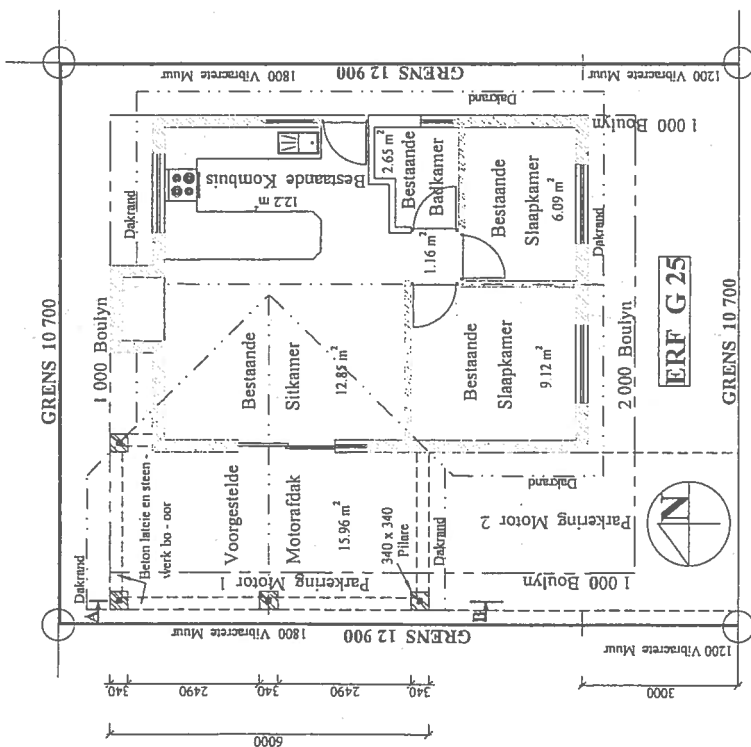 1800 Vibracrete Muur
GRENS 12 900
1200 Vibracrete Muur
Dakrand
1 000 Boulyn
GRENS 10 700
1 000 Boulyn
Dakrand
Bestaande Kombuis
12.2 m²
2.65 m²
Bestaande
Badkamer
1.16 m²
Bestaande
Slaapkamer
6.09 m²
Dakrand
Bestaande
Sitkamer
12.85 m²
Bestaande
Slaapkamer
9.12 m²
2 000 Boulyn
ERF G 25
GRENS 10 700
Dakrand
Beton lateie en steen -
werk bo - oor
Voorgestelde
Motorafdak
15.96 m²
Parkering Motor 1
340 x 340
Pilare
Dakrand
Dakrand
Parkering Motor 2
1 000 Boulyn
N
A
B
1800 Vibracrete Muur
GRENS 12 900
1200 Vibracrete Muur
340
2490
340
2490
340
3000
6000